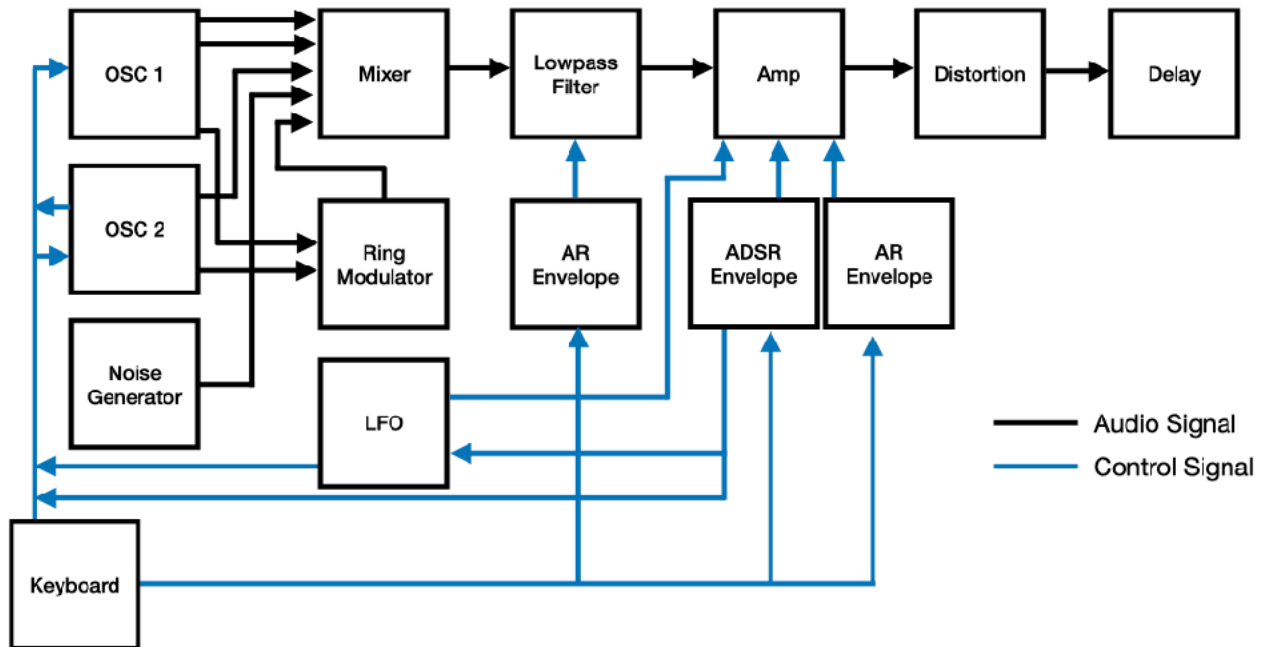 OSC 1
Mixer
Lowpass
Filter
Amp
Distortion
Delay
OSC 2
Ring
Modulator
AR
Envelope
ADSR
Envelope
AR
Envelope
Noise
Generator
LFO
Audio Signal
Control Signal
Keyboard